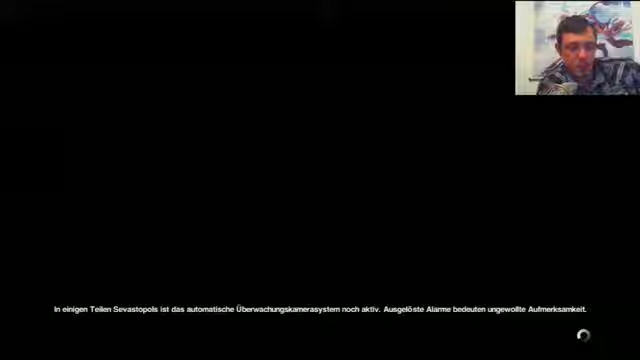 In einigen Teilen Sevastopols ist das automatische Überwachungskamerasystem noch aktiv. Ausgelöste Alarme bedeuten ungewollte Aufmerksamkeit.